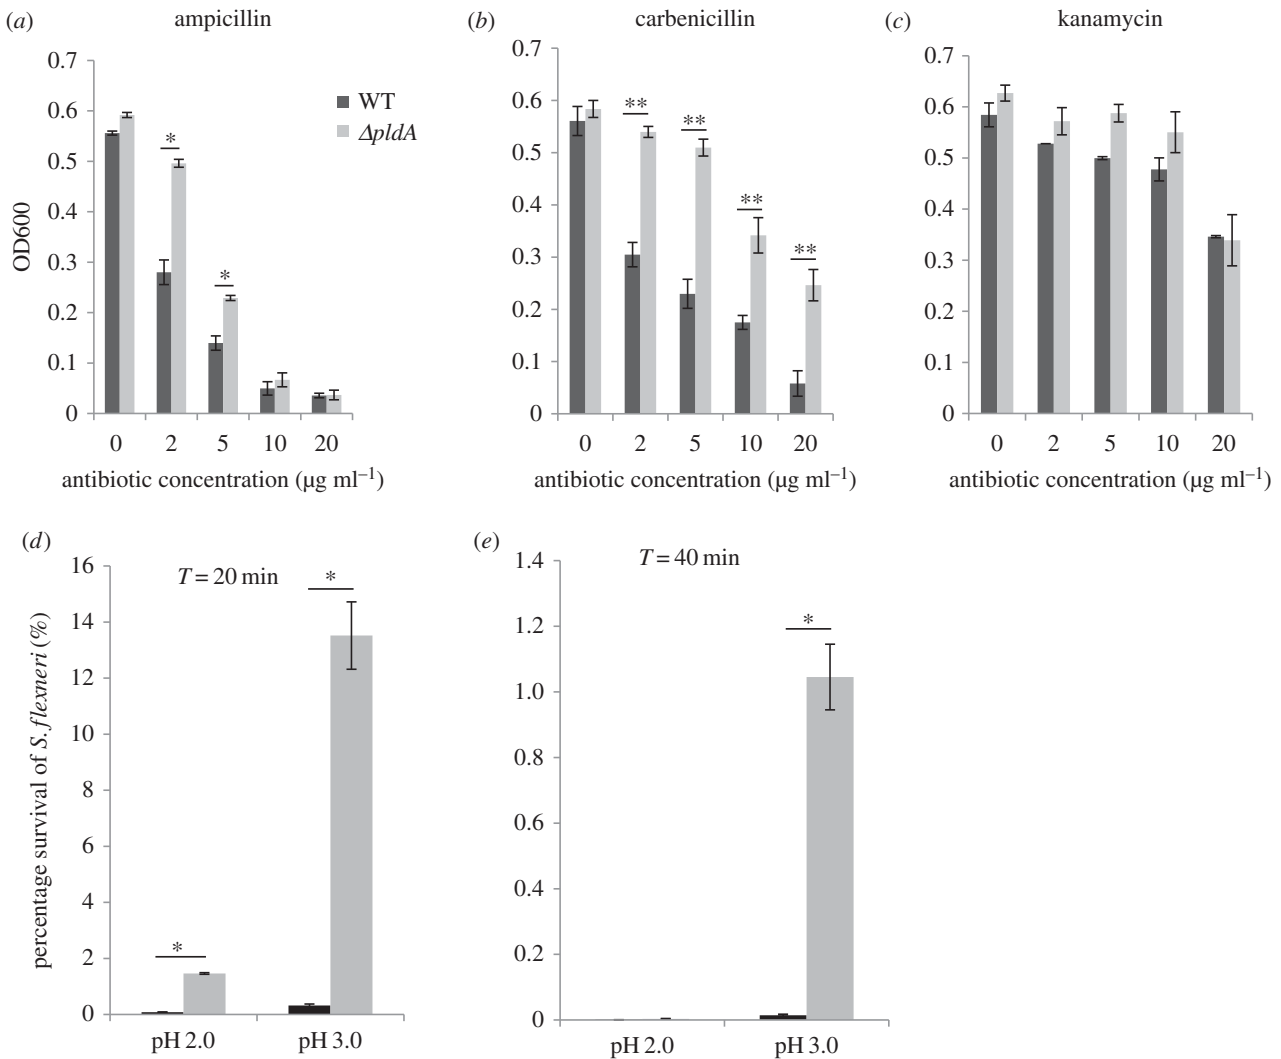 (a) ampicillin
0.7
0.6
0.5
0.4
0.3
0.2
0.1
0
OD600
WT
ΔpldA
*
*
0 2 5 10 20
antibiotic concentration (µg ml–1)
(b) carbenicillin
0.7
0.6
0.5
0.4
0.3
0.2
0.1
0
**
**
**
**
0 2 5 10 20
antibiotic concentration (µg ml–1)
(c) kanamycin
0.7
0.6
0.5
0.4
0.3
0.2
0.1
0
0 2 5 10 20
antibiotic concentration (µg ml–1)
(d)
T = 20 min
16
14
12
10
8
6
4
2
0
percentage survival of S. flexneri (%)
*
*
pH 2.0 pH 3.0
(e)
T = 40 min
1.4
1.2
1.0
0.8
0.6
0.4
0.2
0
*
pH 2.0 pH 3.0